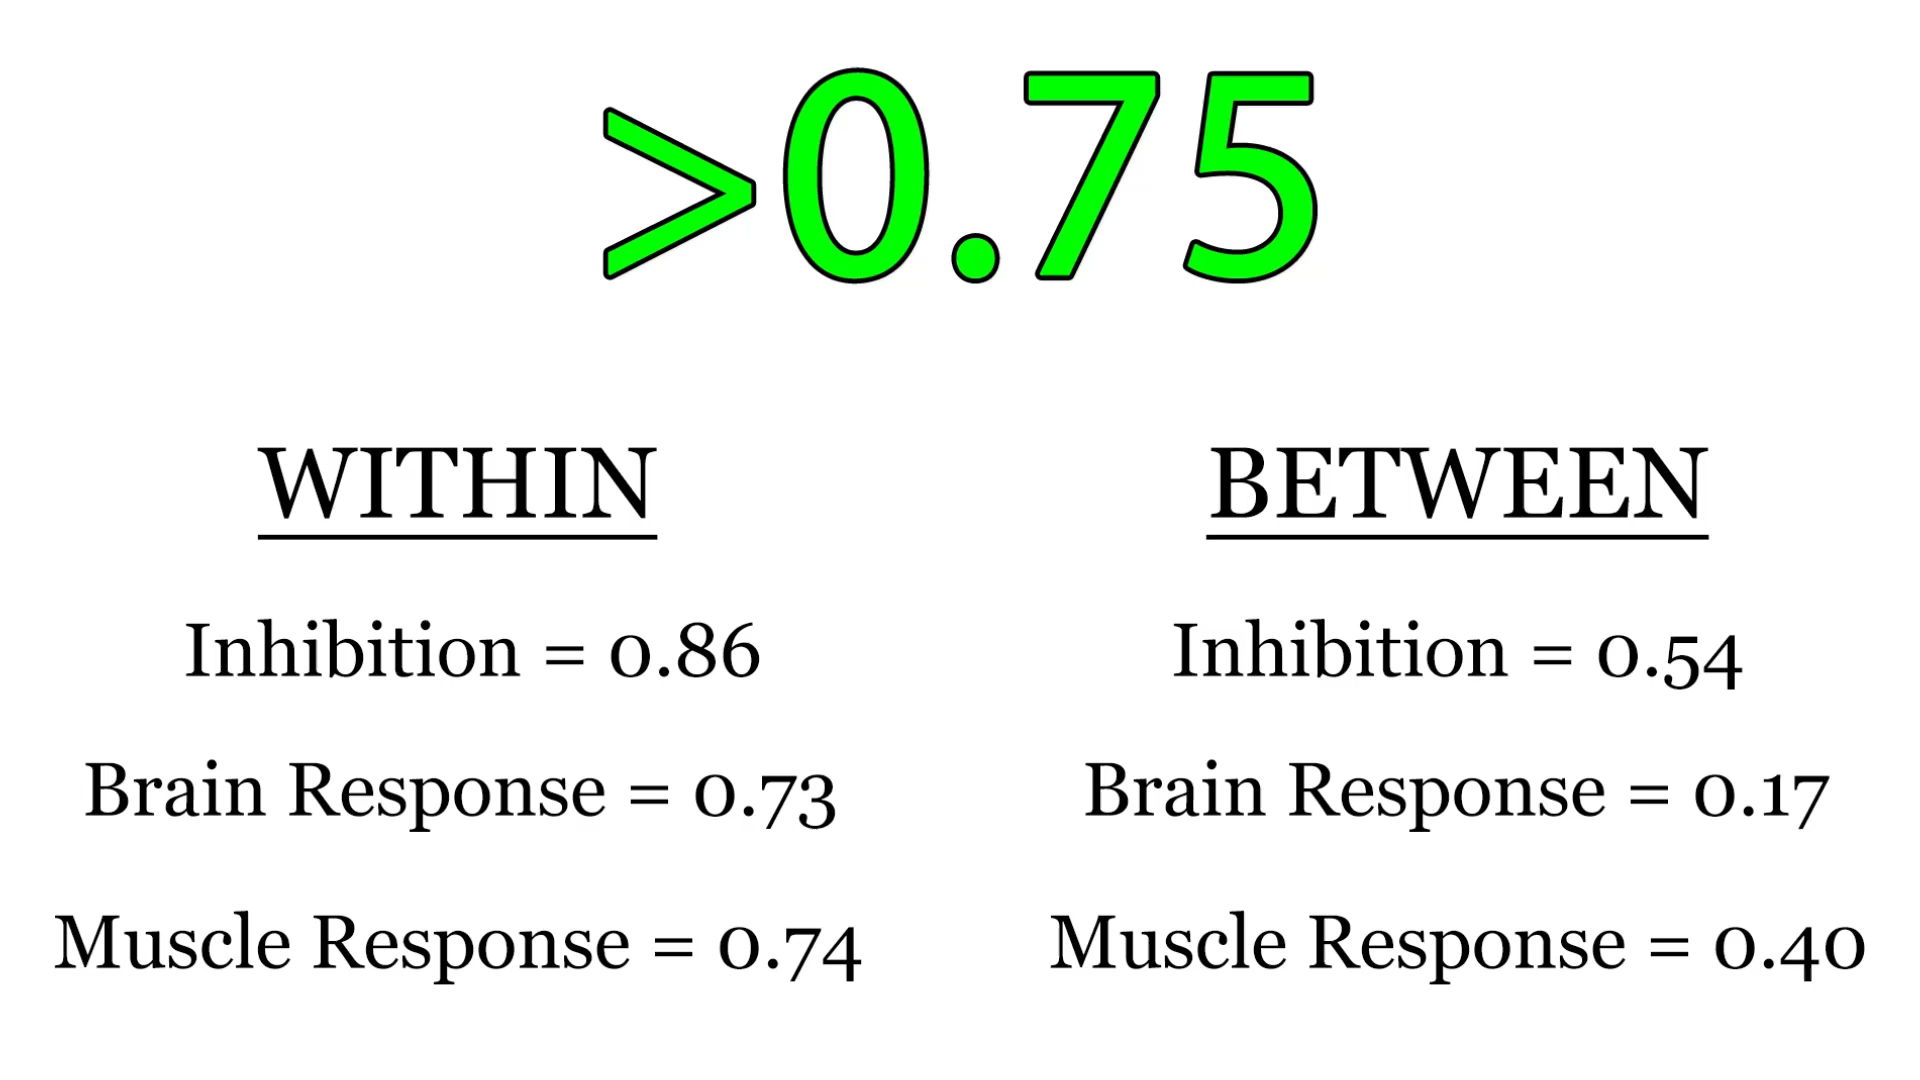 >0.75
WITHIN
Inhibition = 0.86
Brain Response = 0.73
Muscle Response = 0.74
BETWEEN
Inhibition = 0.54
Brain Response = 0.17
Muscle Response = 0.40